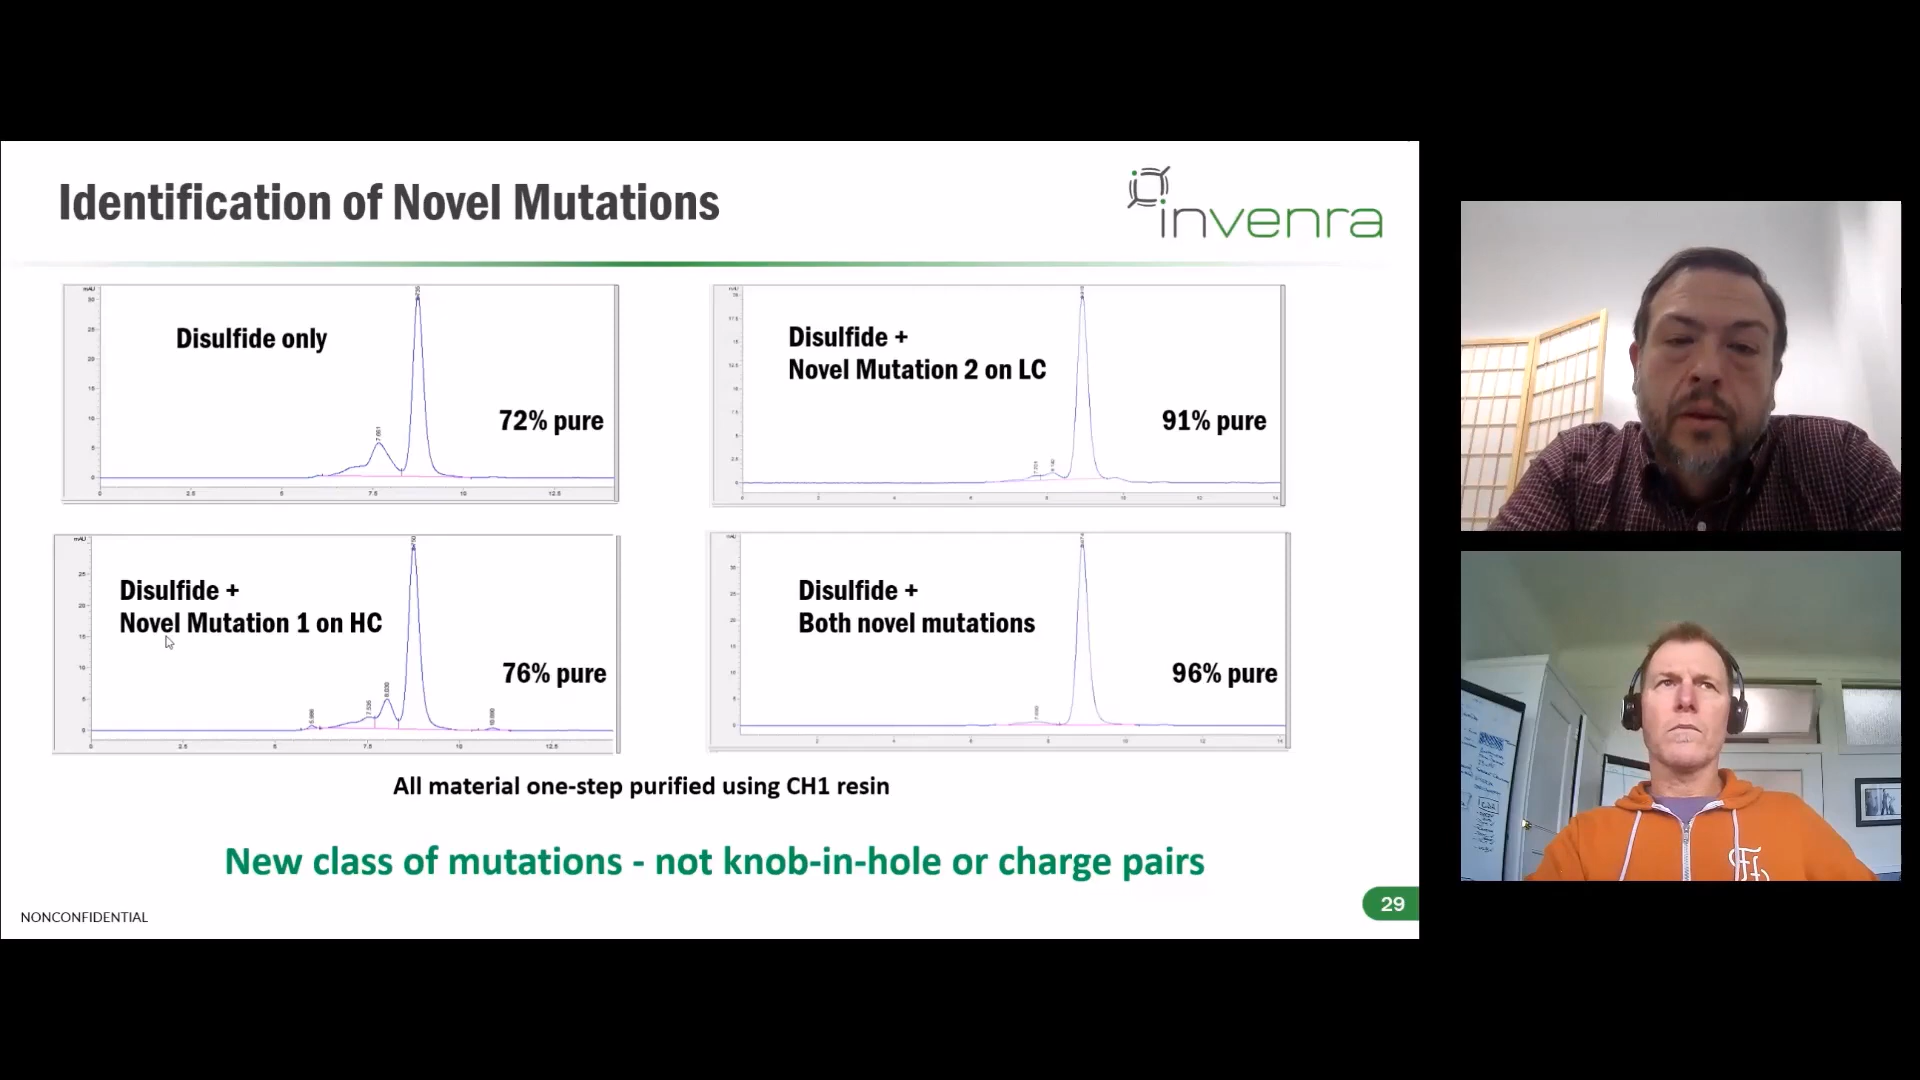 Identification of Novel Mutations
invenra
Disulfide only
72% pure
Disulfide +
Novel Mutation 2 on LC
91% pure
Disulfide +
Novel Mutation 1 on HC
76% pure
Disulfide +
Both novel mutations
96% pure
All material one-step purified using CH1 resin
New class of mutations - not knob-in-hole or charge pairs
NONCONFIDENTIAL
29